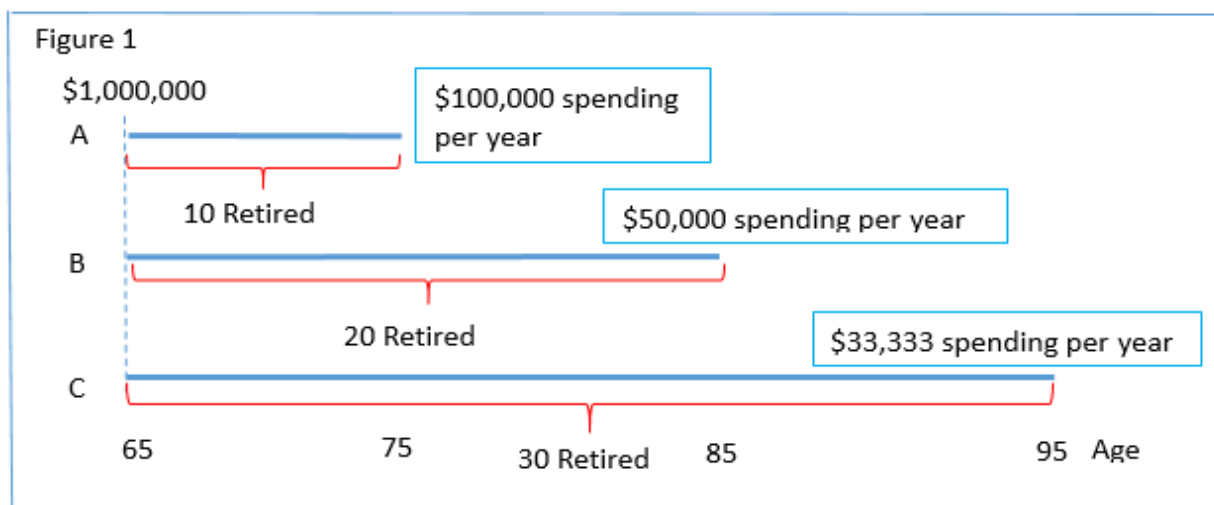 Figure 1
$1,000,000
$100,000 spending
per year
A
10 Retired
$50,000 spending per year
B
20 Retired
$33,333 spending per year
C
65 75 30 Retired 85 95 Age